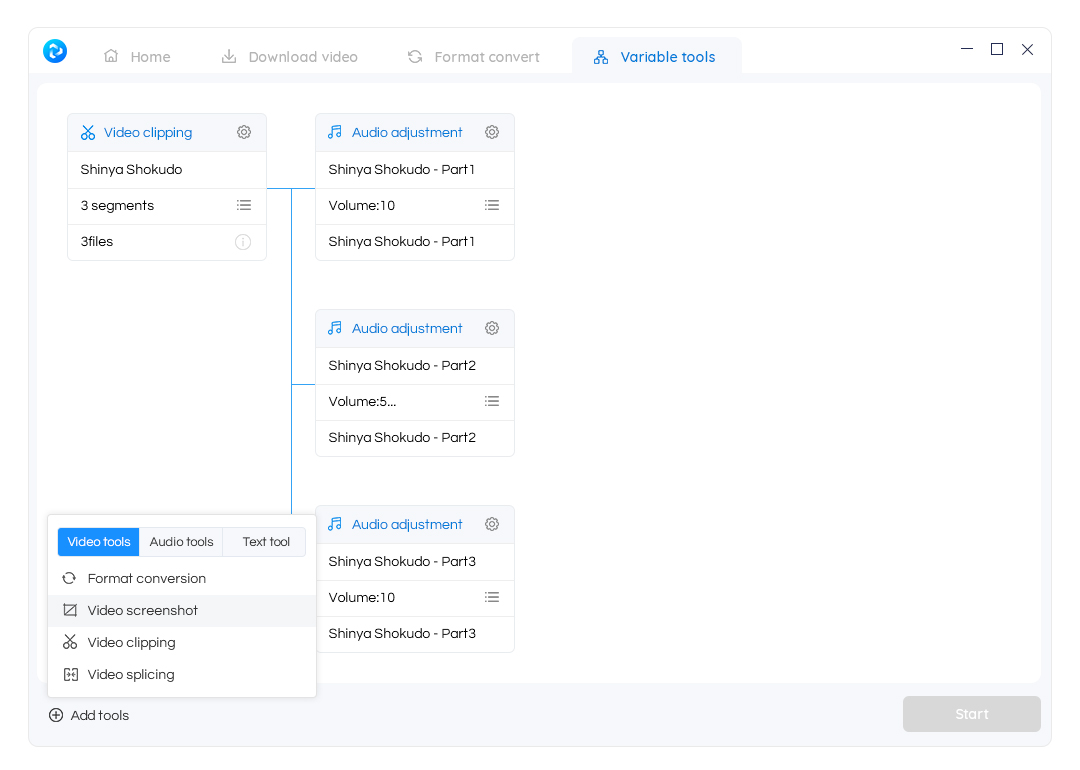 Home
Download video
Format convert
Variable tools
Video clipping
Shinya Shokudo
3 segments
3files
Audio adjustment
Shinya Shokudo - Part1
Volume:10
Shinya Shokudo - Part1
Audio adjustment
Shinya Shokudo - Part2
Volume:5...
Shinya Shokudo - Part2
Audio adjustment
Shinya Shokudo - Part3
Volume:10
Shinya Shokudo - Part3
Video tools
Audio tools
Text tool
Format conversion
Video screenshot
Video clipping
Video splicing
Add tools
Start